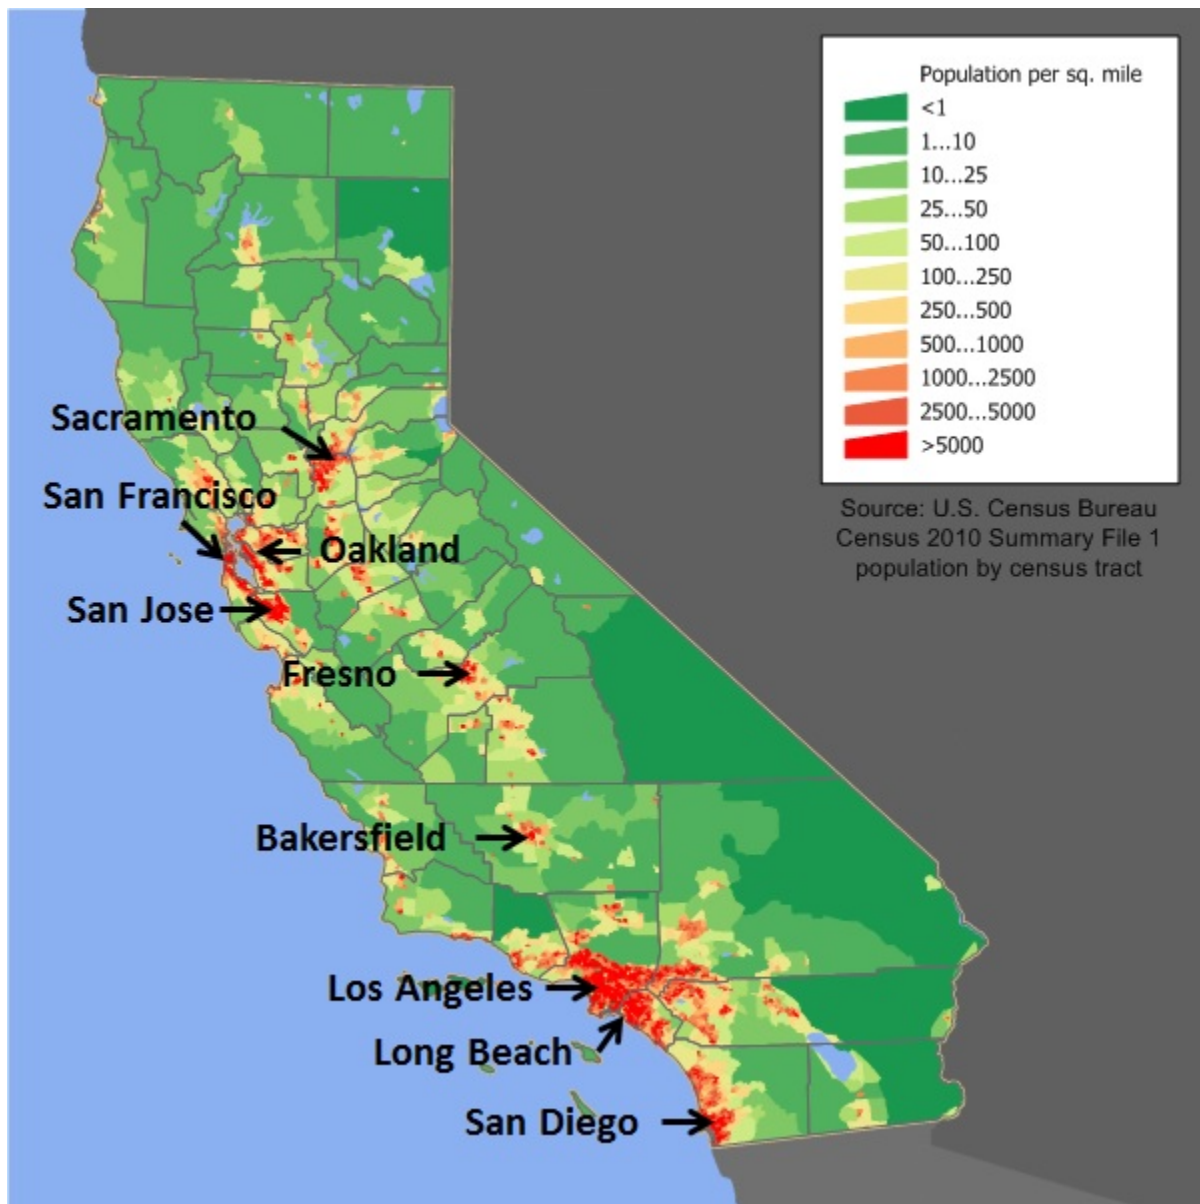 Population per sq. mile
<1
1...10
10...25
25...50
50...100
100...250
250...500
500...1000
1000...2500
2500...5000
>5000
Source: U.S. Census Bureau
Census 2010 Summary File 1
population by census tract
Sacramento
San Francisco
Oakland
San Jose
Fresno
Bakersfield
Los Angeles
Long Beach
San Diego